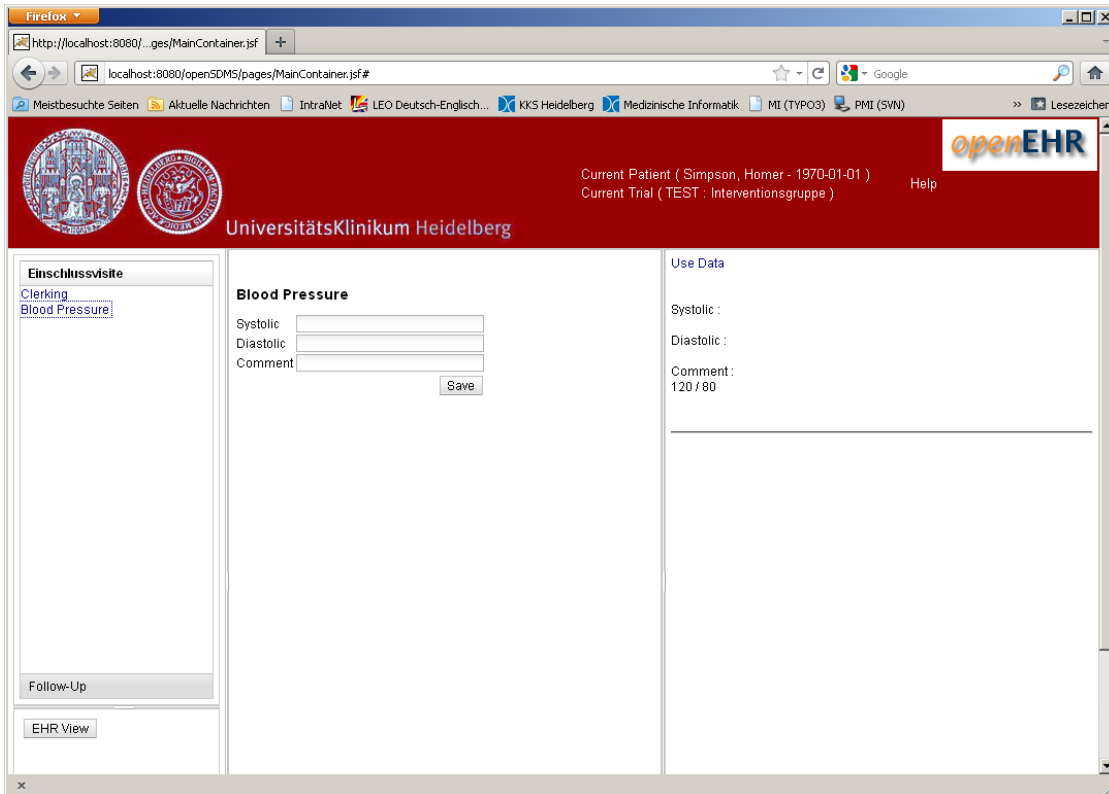 Firefox
http://localhost:8080/...ges/MainContainer.jsf
localhost:8080/openSDMS/pages/MainContainer.jsf#
Google
Meistbesuchte Seiten Aktuelle Nachrichten IntraNet LEO Deutsch-Englisch... KKS Heidelberg Medizinische Informatik MI (TYPO3) PMI (SVN) » Lesezeichen
openEHR
Current Patient ( Simpson, Homer - 1970-01-01 )
Current Trial ( TEST : Interventionsgruppe )
Help
UniversitätsKlinikum Heidelberg
Einschlussvisite
Clerking
Blood Pressure
Follow-Up
EHR View
Blood Pressure
Systolic
Diastolic
Comment
Save
Use Data
Systolic :
Diastolic :
Comment :
120 / 80